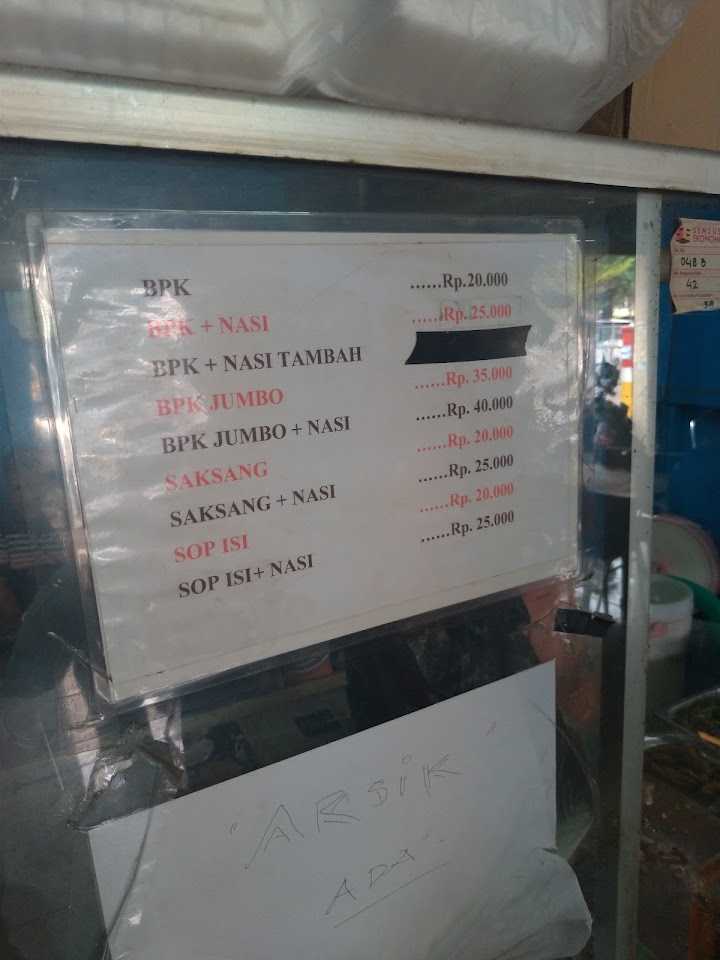 BPK ......Rp.20.000
BPK + NASI ......Rp. 25.000
BPK + NASI TAMBAH
BPK JUMBO ......Rp. 35.000
BPK JUMBO + NASI ......Rp. 40.000
SAKSANG ......Rp. 20.000
SAKSANG + NASI ......Rp. 25.000
SOP ISI ......Rp. 20.000
SOP ISI+ NASI ......Rp. 25.000
"ARSIK"
ADA.
SENSUS
EKONOMI
048 B
42